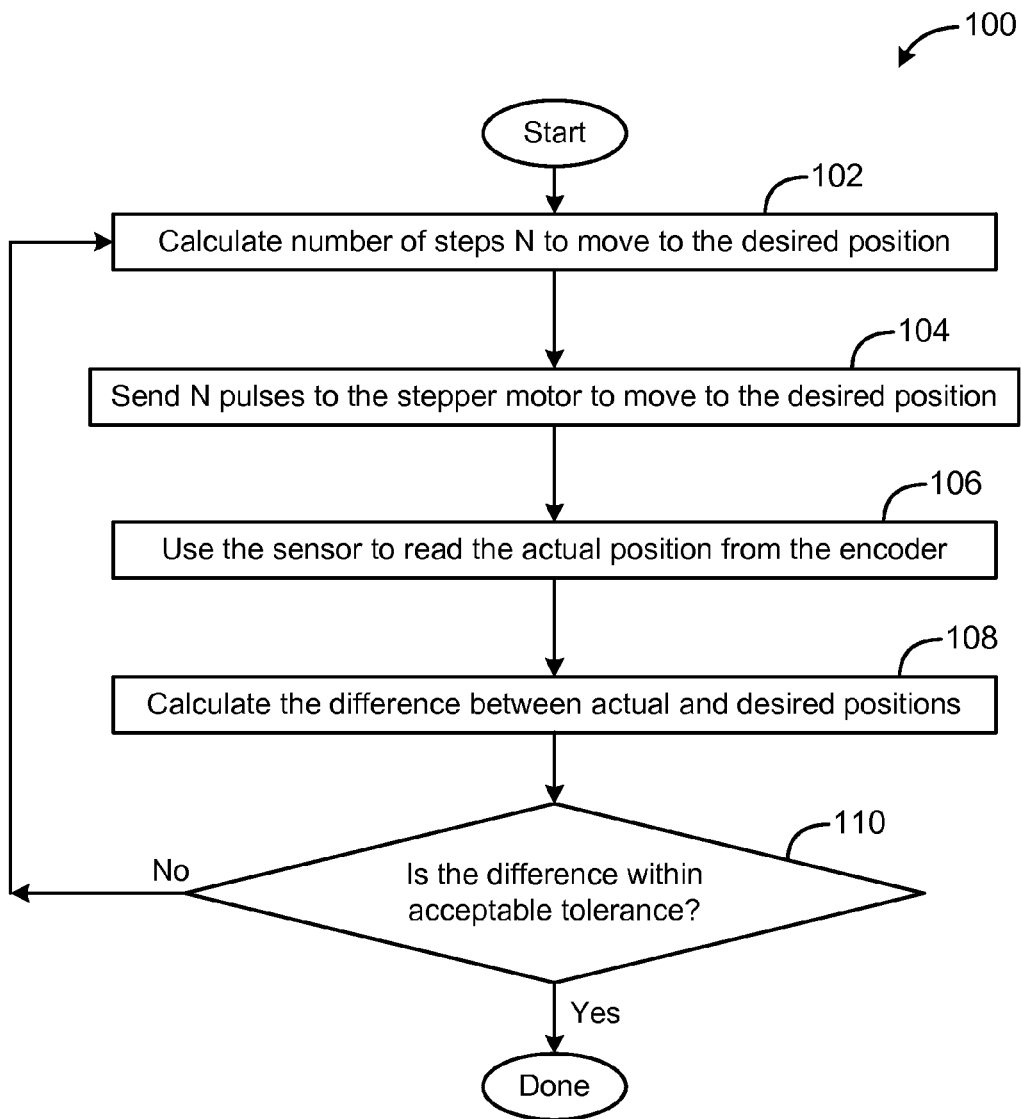 100
Start
102
Calculate number of steps N to move to the desired position
104
Send N pulses to the stepper motor to move to the desired position
106
Use the sensor to read the actual position from the encoder
108
Calculate the difference between actual and desired positions
110
No
Is the difference within
acceptable tolerance?
Yes
Done